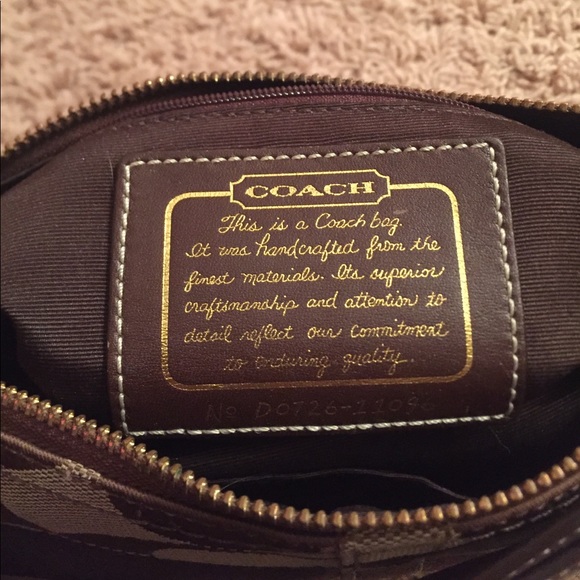 COACH
This is a Coach bag.
It was handcrafted from the
finest materials. Its superior
craftsmanship and attention to
detail reflect our commitment
to enduring quality.
No D0726-